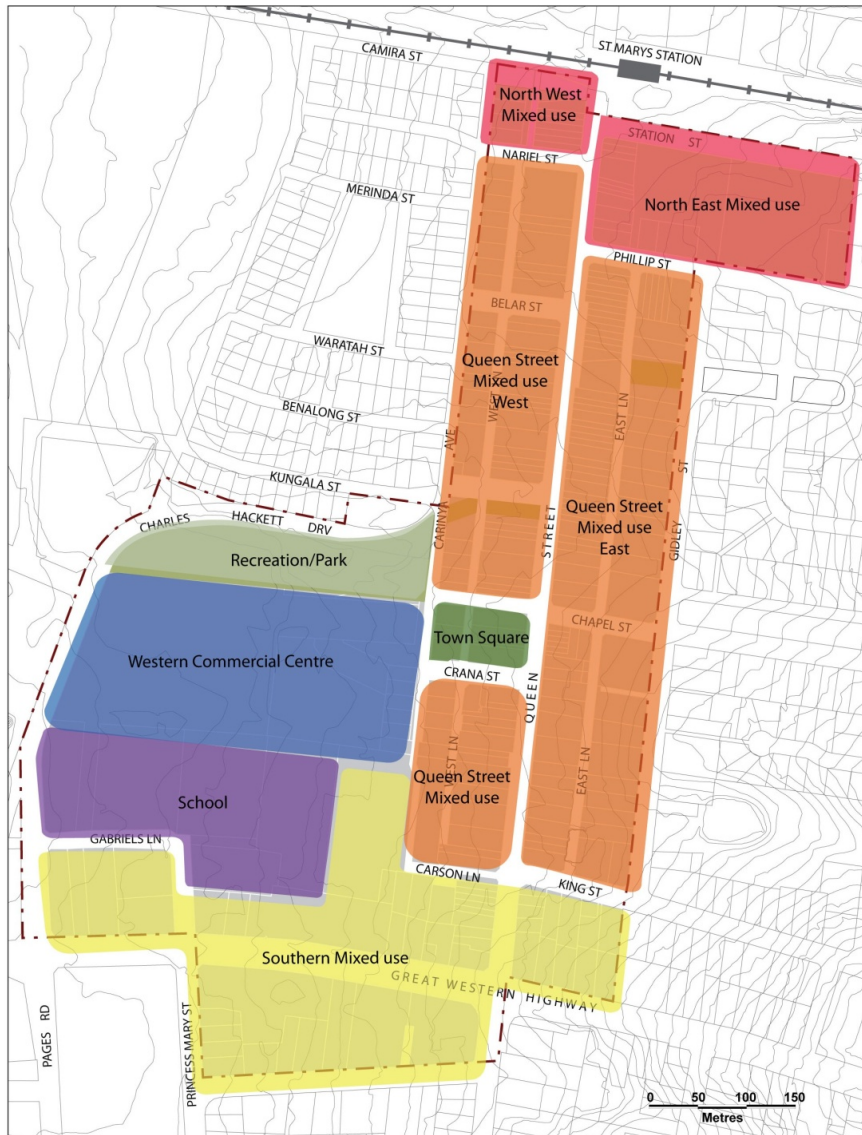 CAMIRA ST
ST MARYS STATION
North West
Mixed use
STATION ST
NARIEL ST
MERINDA ST
North East Mixed use
PHILLIP ST
BELAR ST
WARATAH ST
Queen Street
Mixed use
West
WEST LN
EAST LN
BENALONG ST
CARINYA AVE
KUNGALA ST
CHARLES HACKETT DRV
Queen Street
Mixed use
East
GIDLEY ST
Recreation/Park
QUEEN STREET
CHAPEL ST
Town Square
Western Commercial Centre
CRANA ST
WEST LN
EAST LN
Queen Street
Mixed use
School
GABRIELS LN
CARSON LN
KING ST
Southern Mixed use
GREAT WESTERN HIGHWAY
PAGES RD
PRINCESS MARY ST
0 50 100 150
Metres